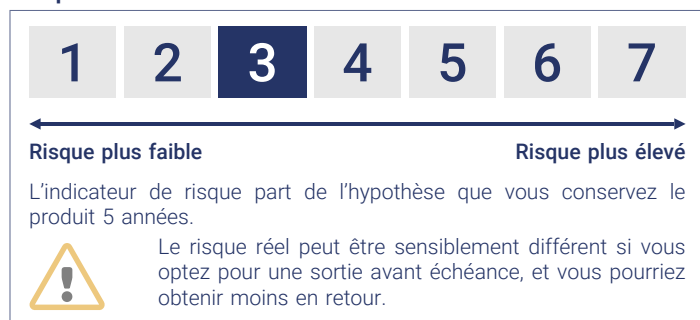 1 2 3 4 5 6 7
Risque plus faible Risque plus élevé
L'indicateur de risque part de l'hypothèse que vous conservez le
produit 5 années.
Le risque réel peut être sensiblement différent si vous
optez pour une sortie avant échéance, et vous pourriez
obtenir moins en retour.